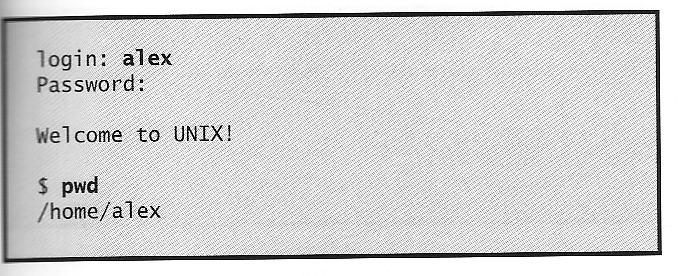 login: alex
Password:
Welcome to UNIX!
$ pwd
/home/alex